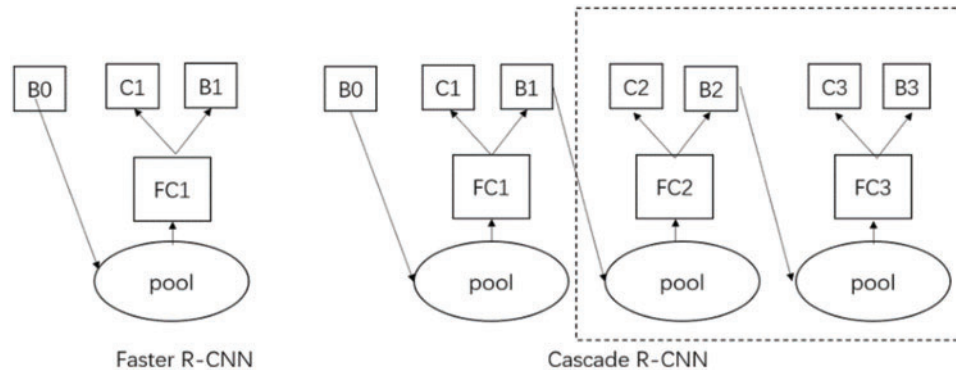 B0 C1 B1 B0 C1 B1 C2 B2 C3 B3
FC1 FC1 FC2 FC3
pool pool pool pool
Faster R-CNN Cascade R-CNN